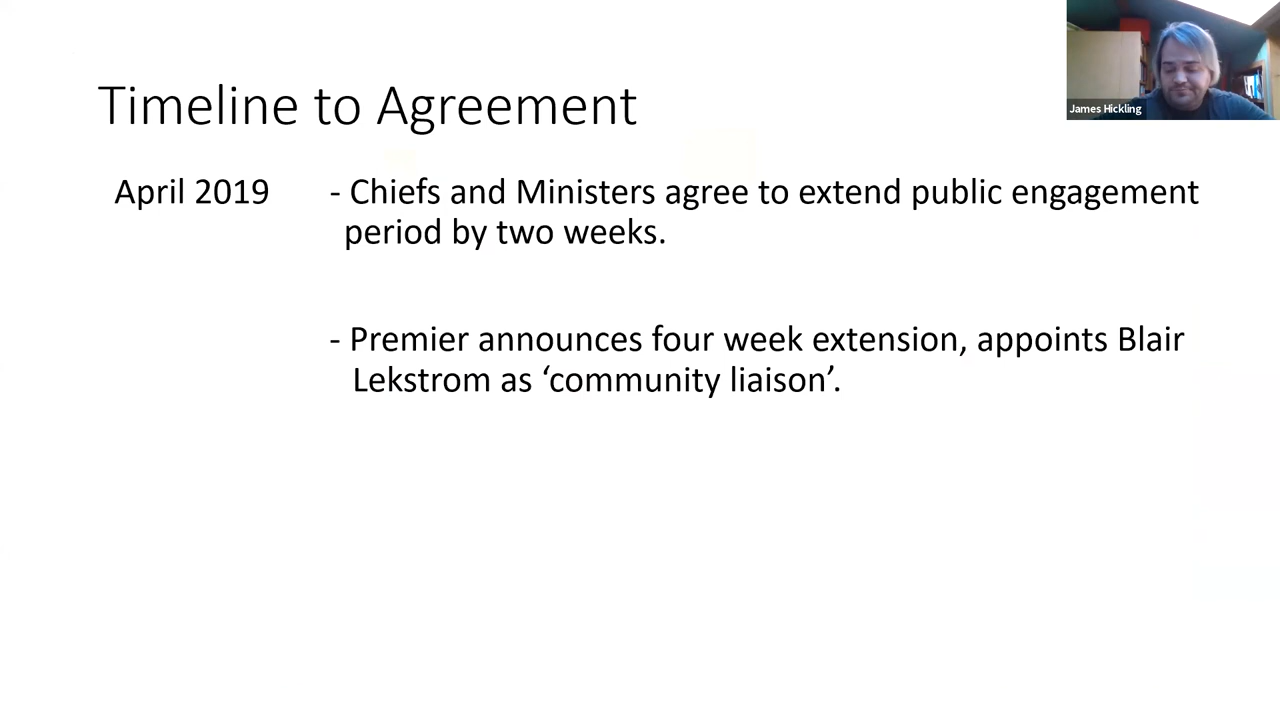 James Hickling
Timeline to Agreement
April 2019 - Chiefs and Ministers agree to extend public engagement
period by two weeks.
- Premier announces four week extension, appoints Blair
Lekstrom as ‘community liaison’.